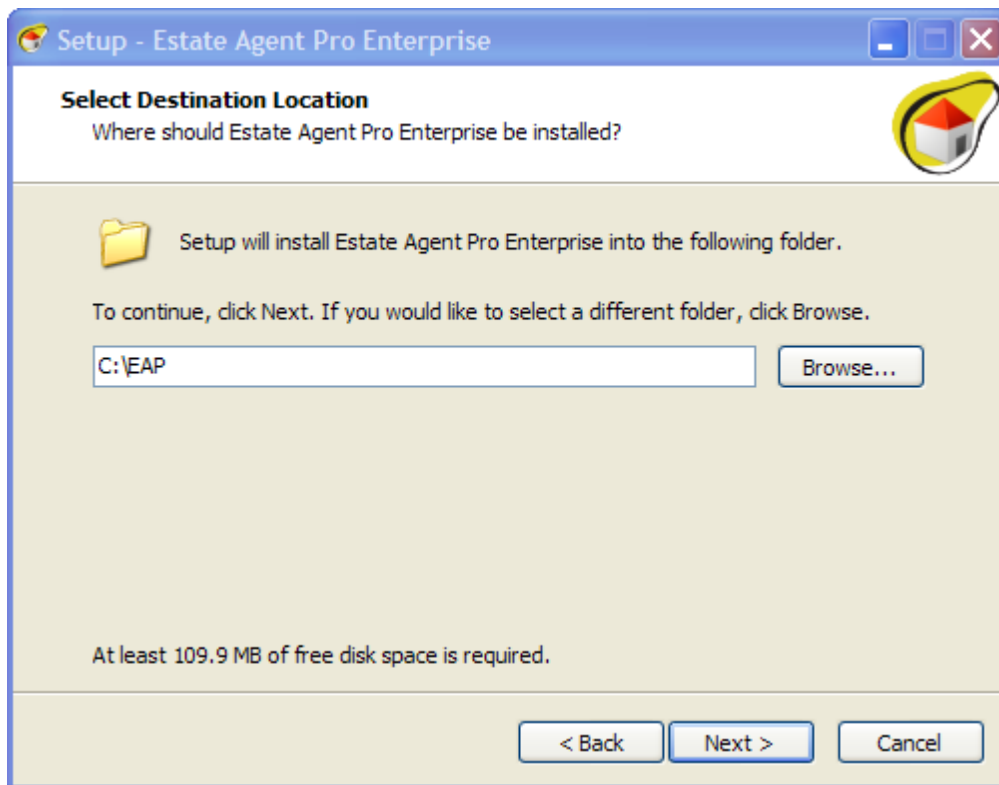 Setup - Estate Agent Pro Enterprise
Select Destination Location
Where should Estate Agent Pro Enterprise be installed?
Setup will install Estate Agent Pro Enterprise into the following folder.
To continue, click Next. If you would like to select a different folder, click Browse.
C:\EAP
Browse...
At least 109.9 MB of free disk space is required.
< Back
Next >
Cancel